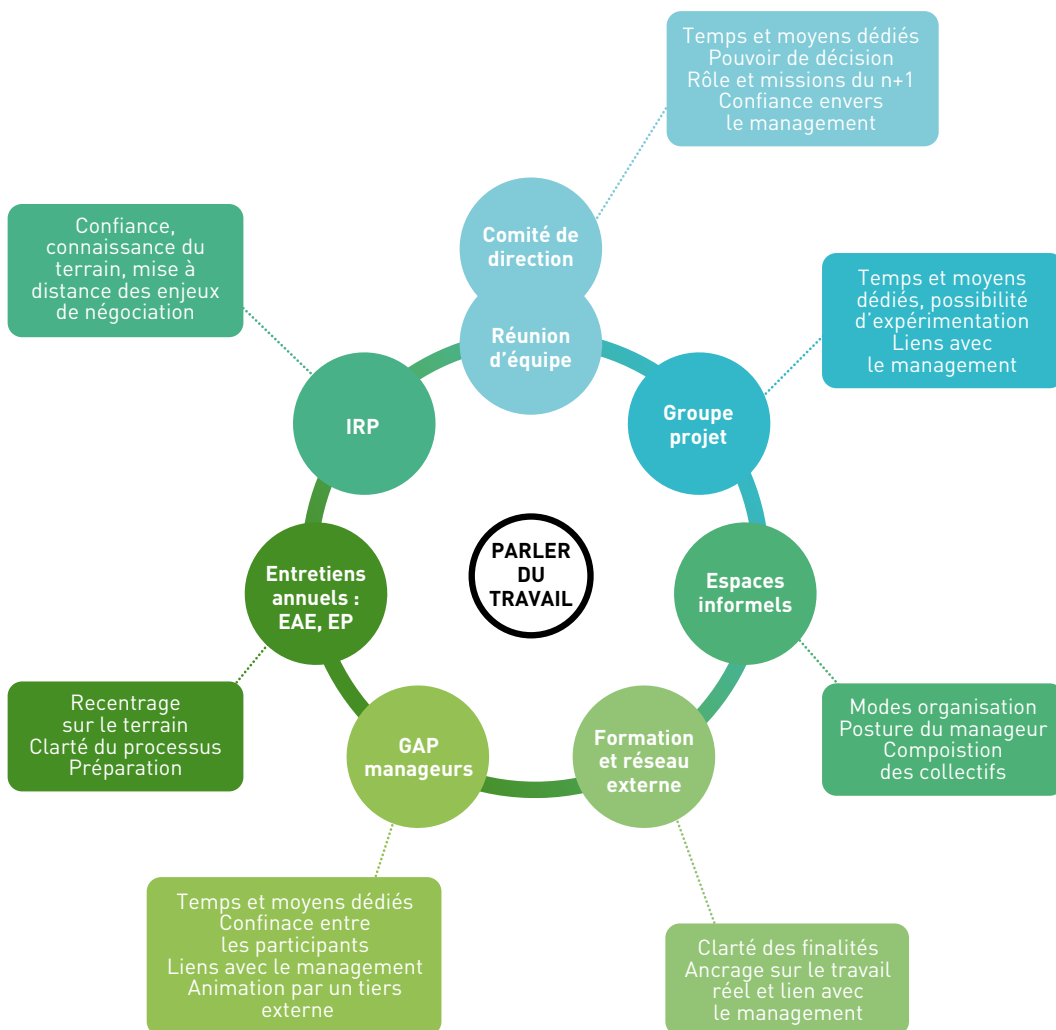 Temps et moyens dédiés
Pouvoir de décision
Rôle et missions du n+1
Confiance envers
le management
Confiance,
connaissance du
terrain, mise à
distance des enjeux
de négociation
Comité de
direction
Temps et moyens
dédiés, possibilité
d'expérimentation
Liens avec
le management
Réunion
d'équipe
IRP
Groupe
projet
PARLER
DU
TRAVAIL
Entretiens
annuels :
EAE, EP
Espaces
informels
Recentrage
sur le terrain
Clarté du processus
Préparation
GAP
manageurs
Formation
et réseau
externe
Modes organisation
Posture du manageur
Compoistion
des collectifs
Temps et moyens dédiés
Confinace entre
les participants
Liens avec le management
Animation par un tiers
externe
Clarté des finalités
Ancrage sur le travail
réel et lien avec
le management